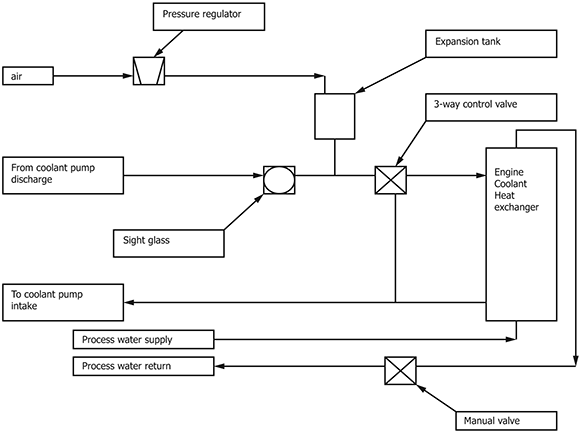 Pressure regulator
Expansion tank
air
3-way control valve
From coolant pump
discharge
Engine
Coolant
Heat
exchanger
Sight glass
To coolant pump
intake
Process water supply
Process water return
Manual valve